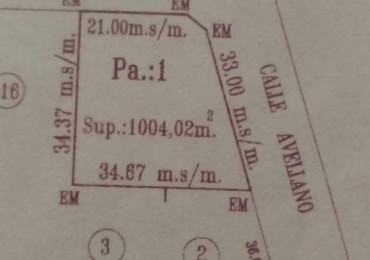 EM
EM
21.00m.s/m.
EM
Pa.:1
33.00 m.s/m.
CALLE AVELLANO
16
34.37 m.s/m.
Sup.:1004,02m.²
34.67 m.s/m.
EM
EM
3
2